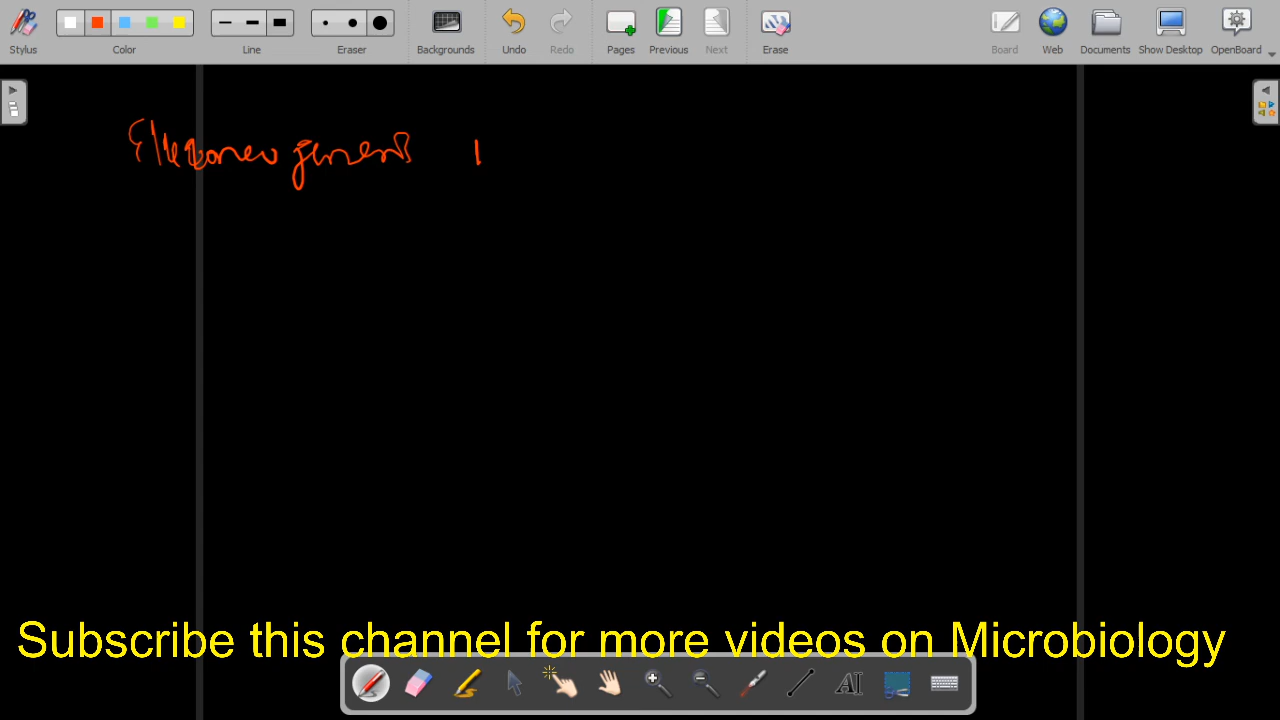 Stylus Color Line Eraser Backgrounds Undo Redo Pages Previous Next Erase Board Web Documents Show Desktop OpenBoard
Subscribe this channel for more videos on Microbiology